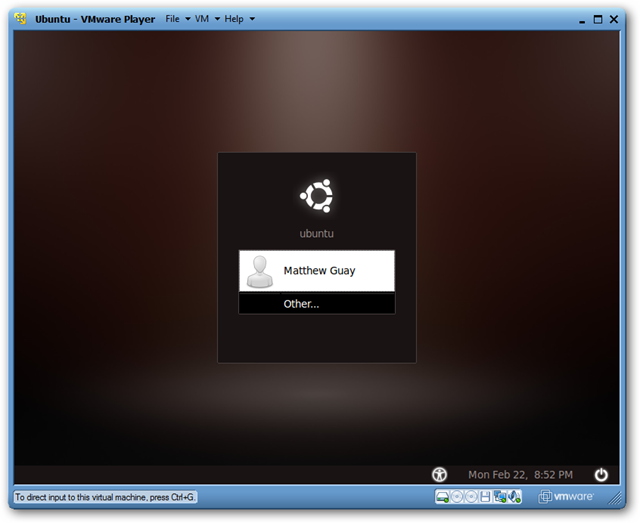 Ubuntu - VMware Player File VM Help
ubuntu
Matthew Guay
Other...
Mon Feb 22, 8:52 PM
To direct input to this virtual machine, press Ctrl+G.
vmware